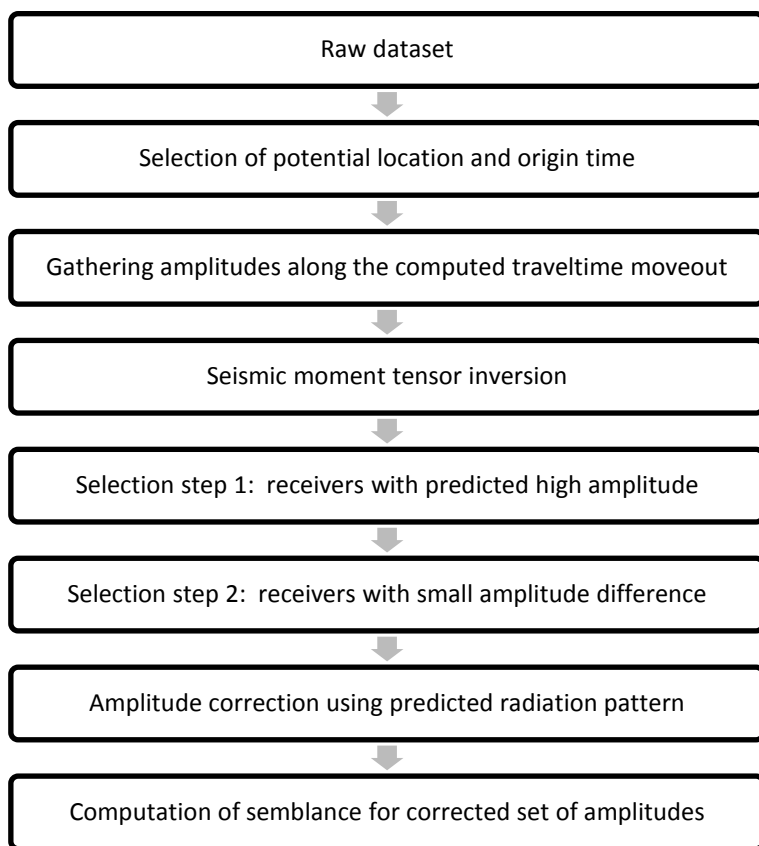 Raw dataset
Selection of potential location and origin time
Gathering amplitudes along the computed traveltime moveout
Seismic moment tensor inversion
Selection step 1:  receivers with predicted high amplitude
Selection step 2:  receivers with small amplitude difference
Amplitude correction using predicted radiation pattern
Computation of semblance for corrected set of amplitudes